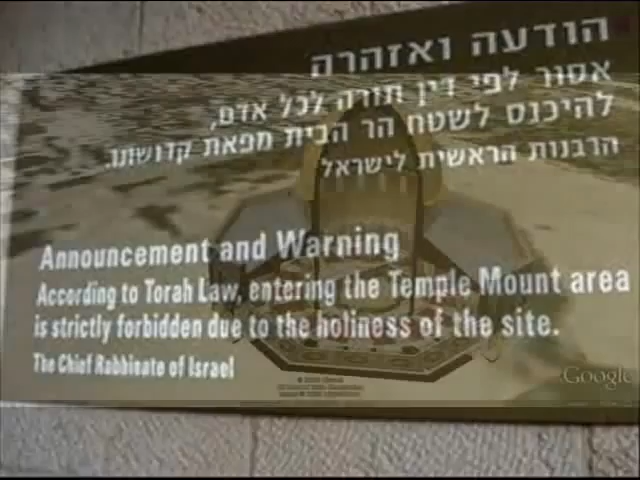 הודעה ואזהרה
אסור לפי דין תורה לכל אדם,
להיכנס לשטח הר הבית מפאת קדושתו.
הרבנות הראשית לישראל
Announcement and Warning
According to Torah Law, entering the Temple Mount area
is strictly forbidden due to the holiness of the site.
The Chief Rabbinate of Israel
Google